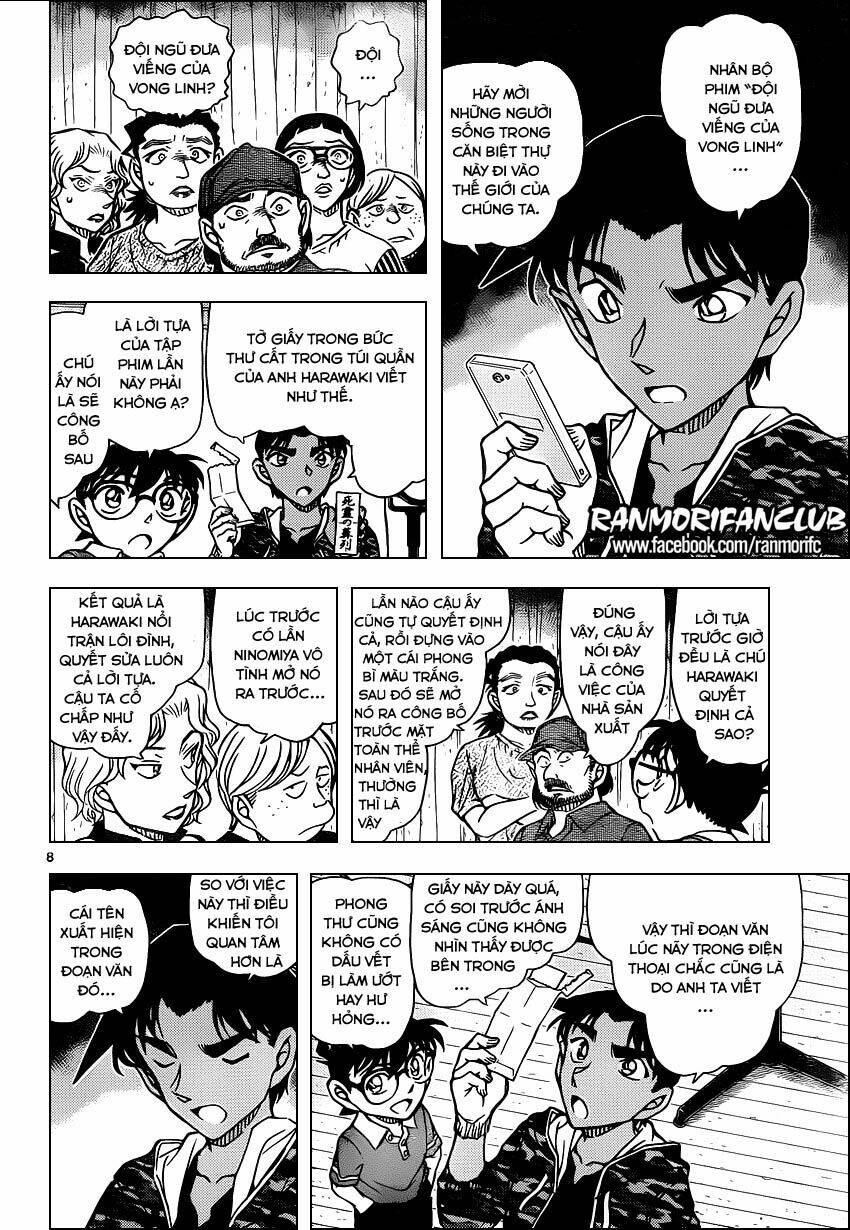 NHÂN BỘ
PHIM "ĐỘI
NGŨ ĐƯA
VIẾNG CỦA
VONG LINH"
...
HÃY MỜI
NHỮNG NGƯỜI
SỐNG TRONG
CĂN BIỆT THỰ
NÀY ĐI VÀO
THẾ GIỚI CỦA
CHÚNG TA.
ĐỘI
...
ĐỘI NGŨ ĐƯA
VIẾNG CỦA
VONG LINH?
RANMORIFANCLUB
www.facebook.com/ranmorifc
TỜ GIẤY TRONG BỨC
THƯ CẤT TRONG TÚI QUẦN
CỦA ANH HARAWAKI VIẾT
NHƯ THẾ.
LÀ LỜI TỰA
CỦA TẬP
PHIM LẦN
NÀY PHẢI
KHÔNG Ạ?
CHÚ
ẤY NÓI
LÀ SẼ
CÔNG
BỐ
SAU
死霊の葬列
LỜI TỰA
TRƯỚC GIỜ
ĐỀU LÀ CHÚ
HARAWAKI
QUYẾT
ĐỊNH CẢ
SAO?
ĐÚNG
VẬY, CẬU ẤY
NÓI ĐÂY
LÀ CÔNG
VIỆC CỦA
NHÀ SẢN
XUẤT
LẦN NÀO CẬU ẤY
CŨNG TỰ QUYẾT ĐỊNH
CẢ, RỒI ĐỰNG VÀO
MỘT CÁI PHONG
BÌ MÀU TRẮNG.
SAU ĐÓ SẼ MỞ
NÓ RA CÔNG BỐ
TRƯỚC MẶT
TOÀN THỂ
NHÂN VIÊN,
THƯỜNG
THÌ LÀ
VẬY
LÚC TRƯỚC
CÓ LẦN
NINOMIYA VÔ
TÌNH MỞ NÓ
RA TRƯỚC...
KẾT QUẢ LÀ
HARAWAKI NỔI
TRẬN LÔI ĐÌNH,
QUYẾT SỬA LUÔN
CẢ LỜI TỰA.
CẬU TA CỐ
CHẤP NHƯ
VẬY ĐẤY.
8
VẬY THÌ ĐOẠN VĂN
LÚC NÃY TRONG ĐIỆN
THOẠI CHẮC CŨNG LÀ
DO ANH TA VIẾT
...
GIẤY NÀY DÀY QUÁ,
CÓ SOI TRƯỚC ÁNH
SÁNG CŨNG KHÔNG
NHÌN THẤY ĐƯỢC
BÊN TRONG
...
PHONG
THƯ CŨNG
KHÔNG CÓ
DẤU VẾT
BỊ LÀM ƯỚT
HAY HƯ
HỎNG...
SO VỚI VIỆC
NÀY THÌ ĐIỀU
KHIẾN TÔI
QUAN TÂM
HƠN LÀ
CÁI TÊN
XUẤT HIỆN
TRONG
ĐOẠN VĂN
ĐÓ...